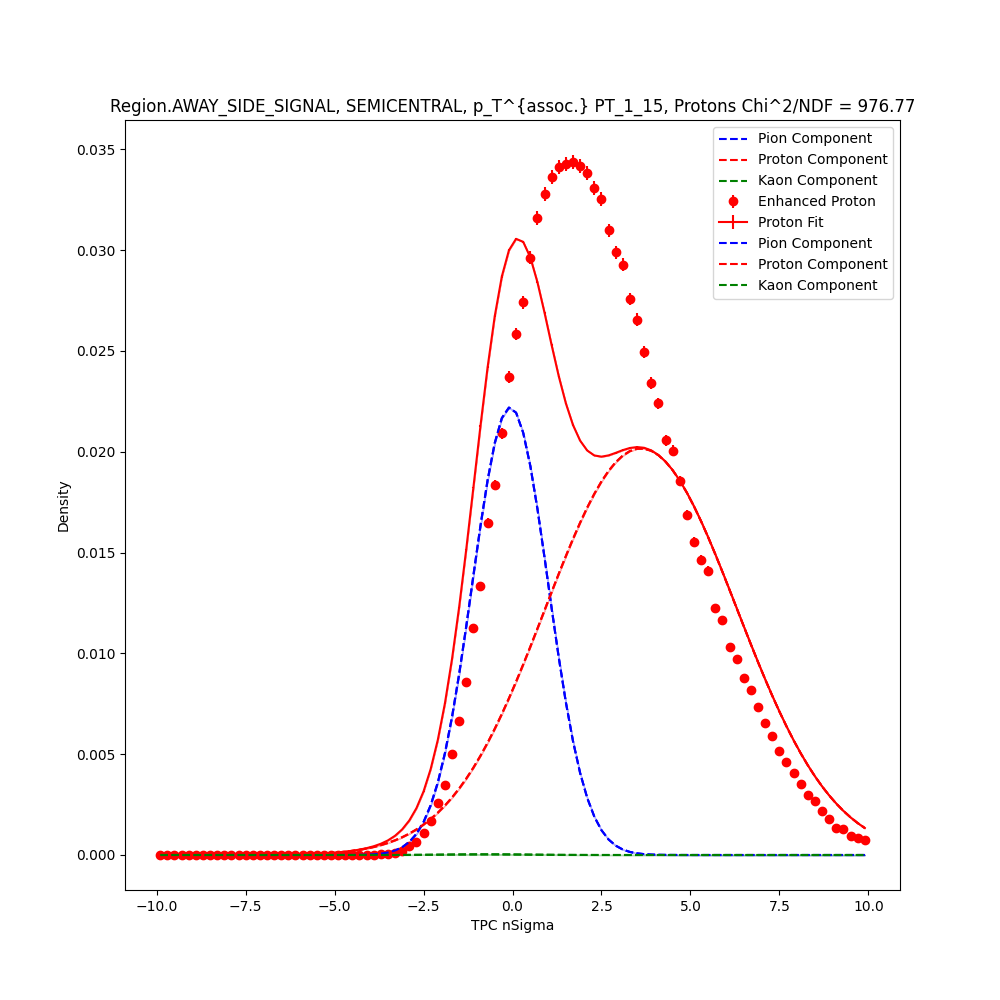 Region.AWAY_SIDE_SIGNAL, SEMICENTRAL, p_T^{assoc.} PT_1_15, Protons Chi^2/NDF = 976.77
Pion Component
Proton Component
Kaon Component
Enhanced Proton
Proton Fit
Pion Component
Proton Component
Kaon Component
0.035
0.030
0.025
0.020
0.015
0.010
0.005
0.000
Density
−10.0 −7.5 −5.0 −2.5 0.0 2.5 5.0 7.5 10.0
TPC nSigma